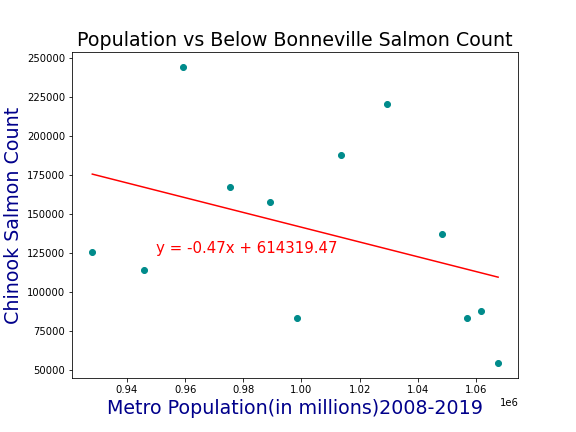 Population vs Below Bonneville Salmon Count
Chinook Salmon Count
250000
225000
200000
175000
150000
125000
100000
75000
50000
y = -0.47x + 614319.47
0.94 0.96 0.98 1.00 1.02 1.04 1.06
1e6
Metro Population(in millions)2008-2019